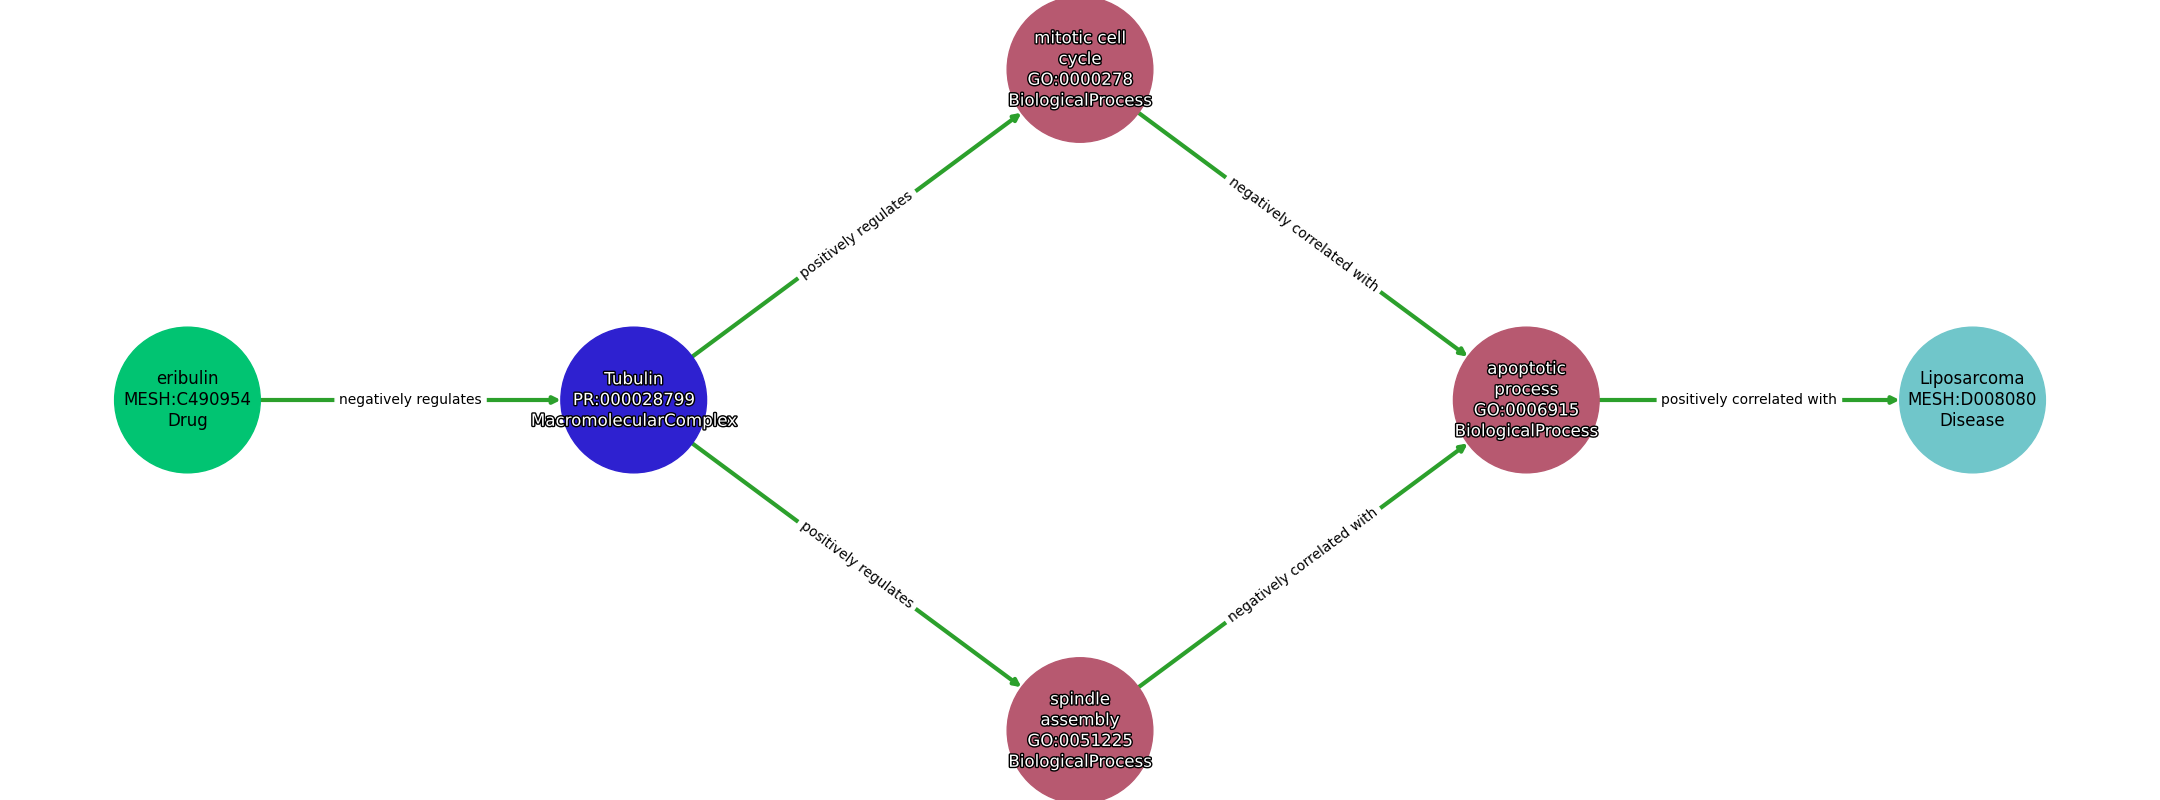 mitotic cell
cycle
GO:0000278
BiologicalProcess
positively regulates
negatively correlated with
eribulin
MESH:C490954
Drug
negatively regulates
Tubulin
PR:000028799
MacromolecularComplex
apoptotic
process
GO:0006915
BiologicalProcess
positively correlated with
Liposarcoma
MESH:D008080
Disease
positively regulates
negatively correlated with
spindle
assembly
GO:0051225
BiologicalProcess